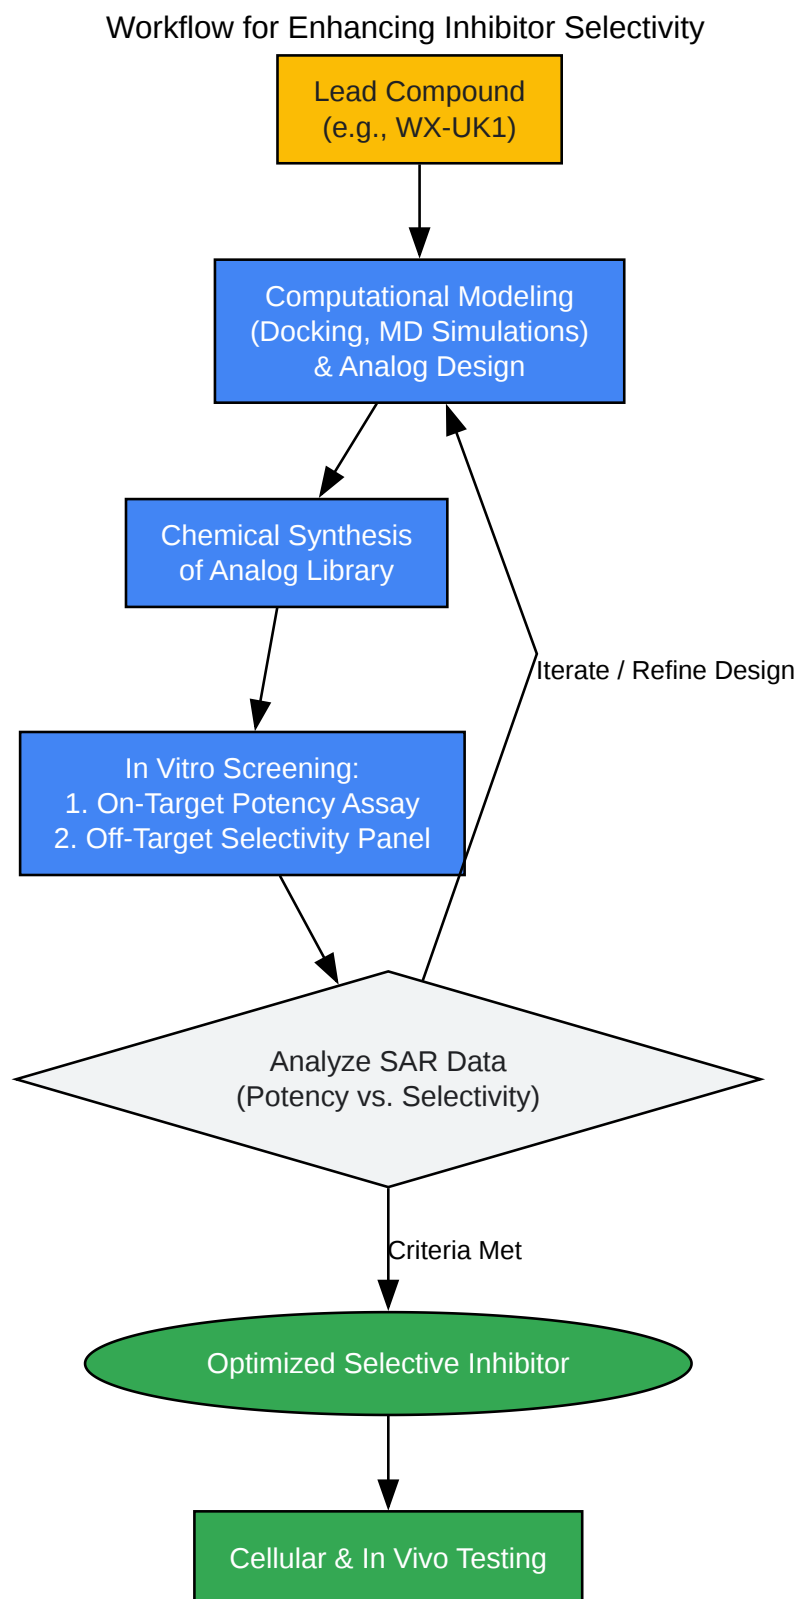 Workflow for Enhancing Inhibitor Selectivity
Lead Compound
(e.g., WX-UK1)
Computational Modeling
(Docking, MD Simulations)
& Analog Design
Chemical Synthesis
of Analog Library
Iterate / Refine Design
In Vitro Screening:
1. On-Target Potency Assay
2. Off-Target Selectivity Panel
Analyze SAR Data
(Potency vs. Selectivity)
Criteria Met
Optimized Selective Inhibitor
Cellular & In Vivo Testing